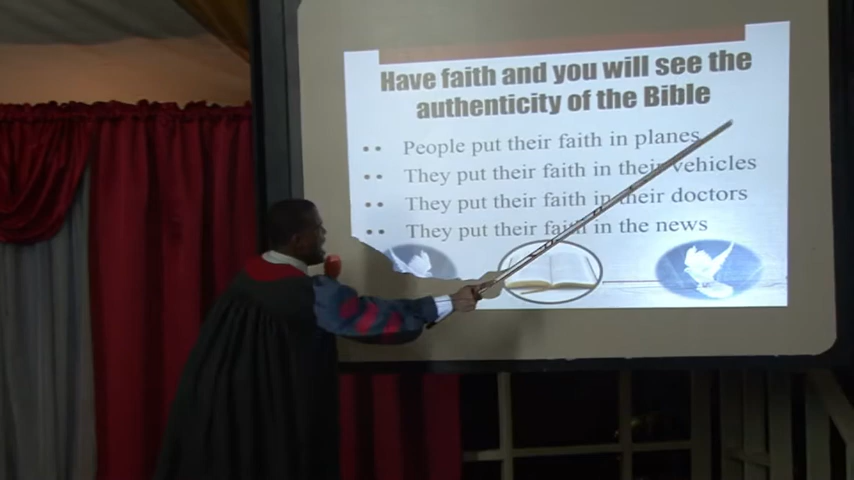 Have faith and you will see the
authenticity of the Bible
•• People put their faith in planes
•• They put their faith in their vehicles
•• They put their faith in their doctors
•• They put their faith in the news